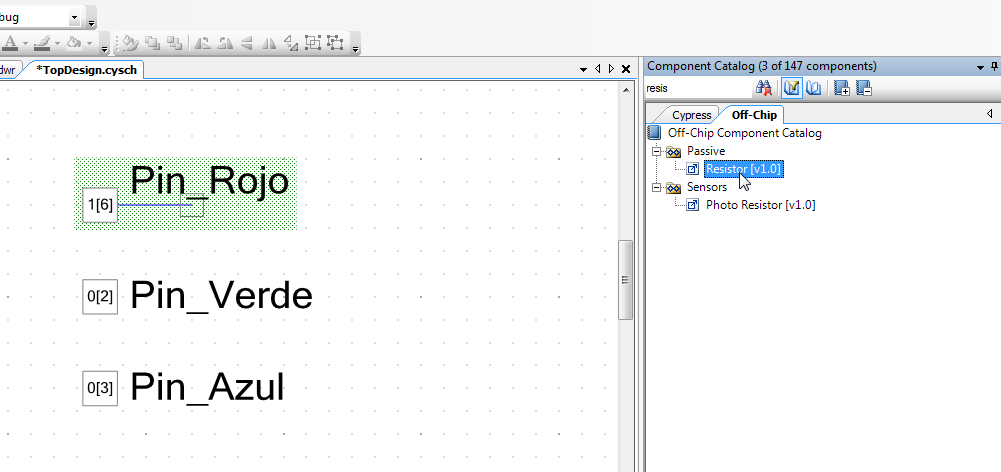 bug
dwr
*TopDesign.cysch
Component Catalog (3 of 147 components)
resis
Cypress
Off-Chip
Off-Chip Component Catalog
Passive
Resistor [v1.0]
Sensors
Photo Resistor [v1.0]
Pin_Rojo
1[6]
0[2] Pin_Verde
0[3] Pin_Azul